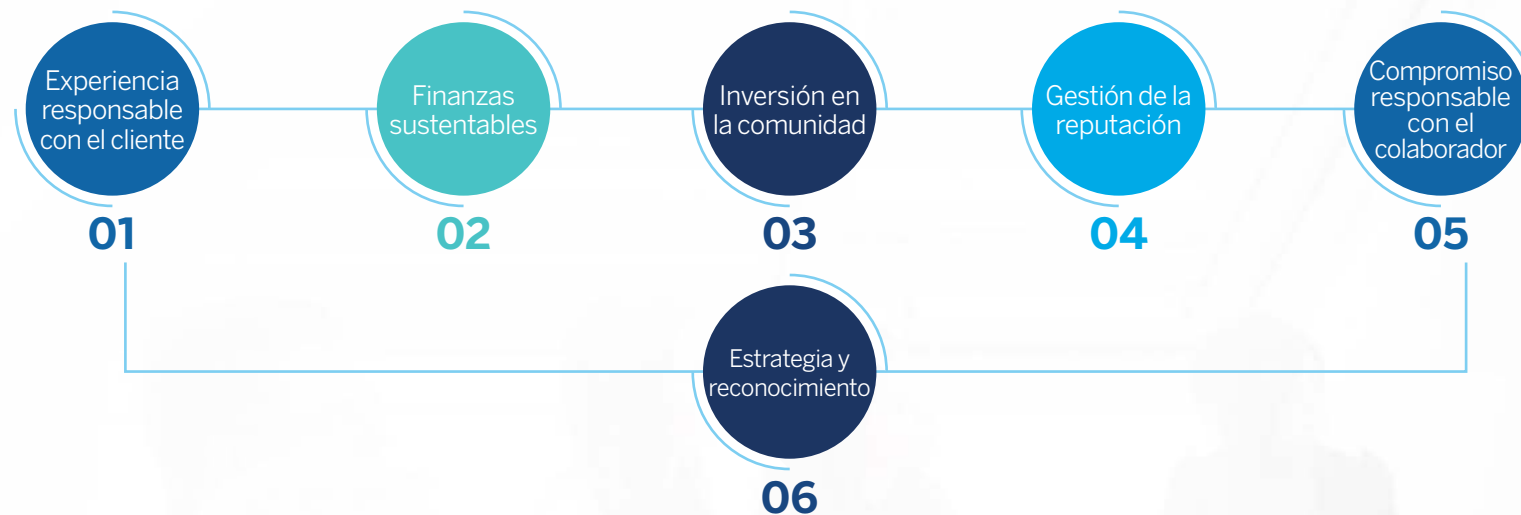 Experiencia
responsable
con el cliente
01
Finanzas
sustentables
02
Inversión en
la comunidad
03
Gestión de la
reputación
04
Compromiso
responsable
con el
colaborador
05
Estrategia y
reconocimiento
06